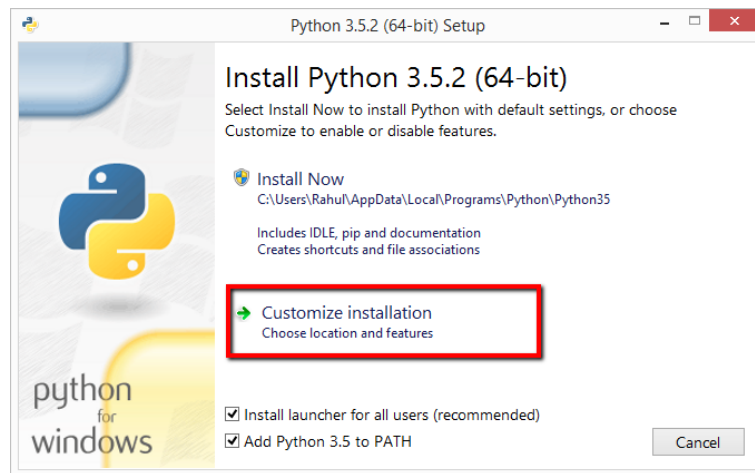 Python 3.5.2 (64-bit) Setup
Install Python 3.5.2 (64-bit)
Select Install Now to install Python with default settings, or choose
Customize to enable or disable features.
Install Now
C:\Users\Rahul\AppData\Local\Programs\Python\Python35
Includes IDLE, pip and documentation
Creates shortcuts and file associations
Customize installation
Choose location and features
python
for
windows
Install launcher for all users (recommended)
Add Python 3.5 to PATH
Cancel